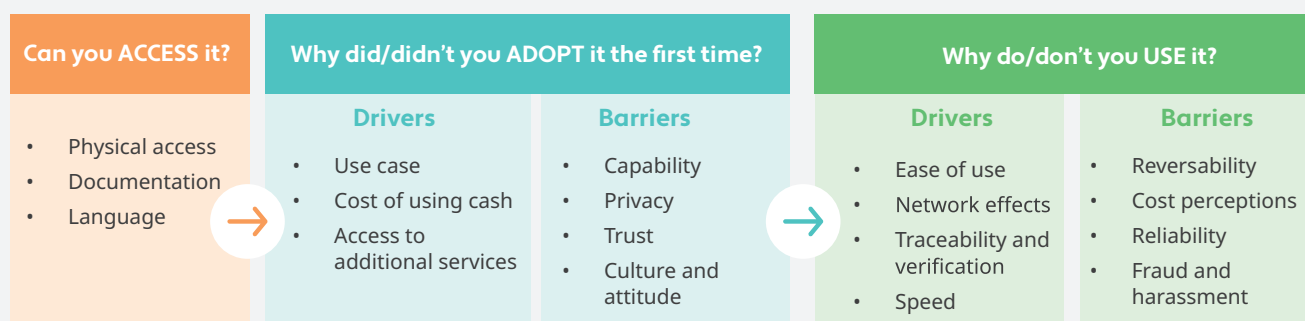 Can you ACCESS it?
Physical access
Documentation
Language
Why did/didn't you ADOPT it the first time?
Drivers
Use case
Cost of using cash
Access to
additional services
Barriers
Capability
Privacy
Trust
Culture and
attitude
Why do/don't you USE it?
Drivers
Ease of use
Network effects
Traceability and
verification
Speed
Barriers
Reversability
Cost perceptions
Reliability
Fraud and
harassment